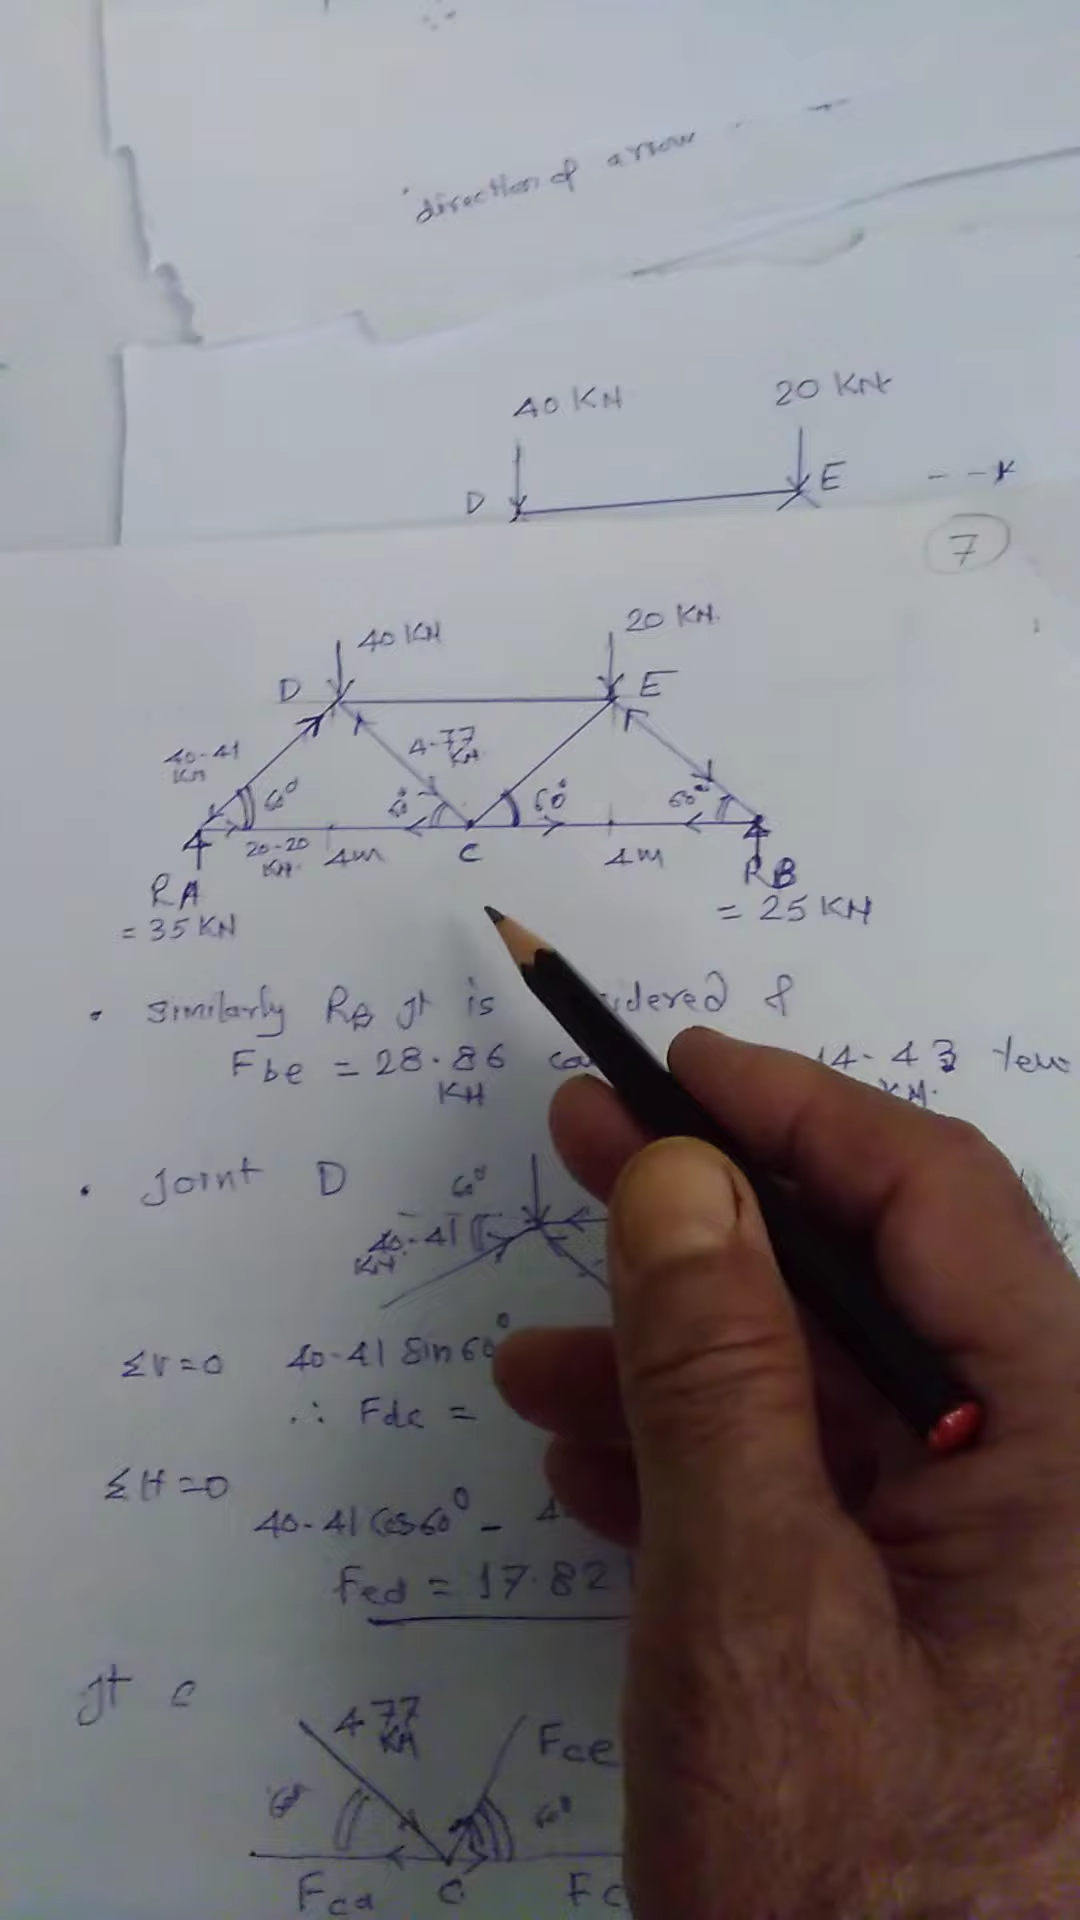 direction of arrow
40 KN
20 KN
D
E
7
40 KN
20 KN.
D
E
40-41
KN
4-77
KN.
60°
60°
60°
60°
20-20
KN.
4m
C
4m
RA
= 35 KN
RB
= 25 KN
• Similarly RB Jt is &
Fbe = 28.86 14-43
KN KN.
• Joint D
60°
40-41
KN.
ΣV=0 40-41 Sin 60°
∴ Fdc =
ΣH=0
40-41 Cos60° - 4
Fed = 17.82
Jt C
4.77
KN
Fce
60°
60°
Fca C FC